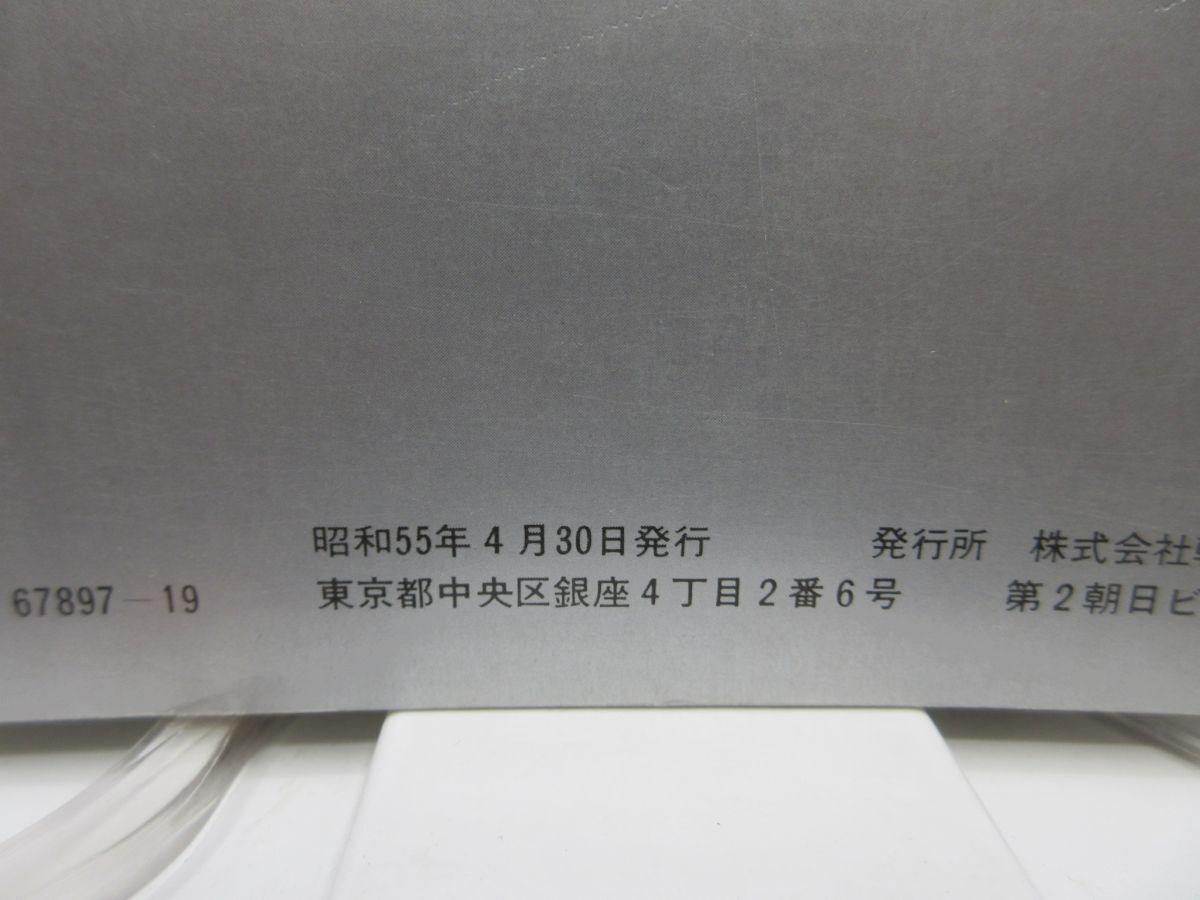 昭和55年4月30日発行 発行所 株式会社
67897-19 東京都中央区銀座4丁目2番6号 第2朝日ビ